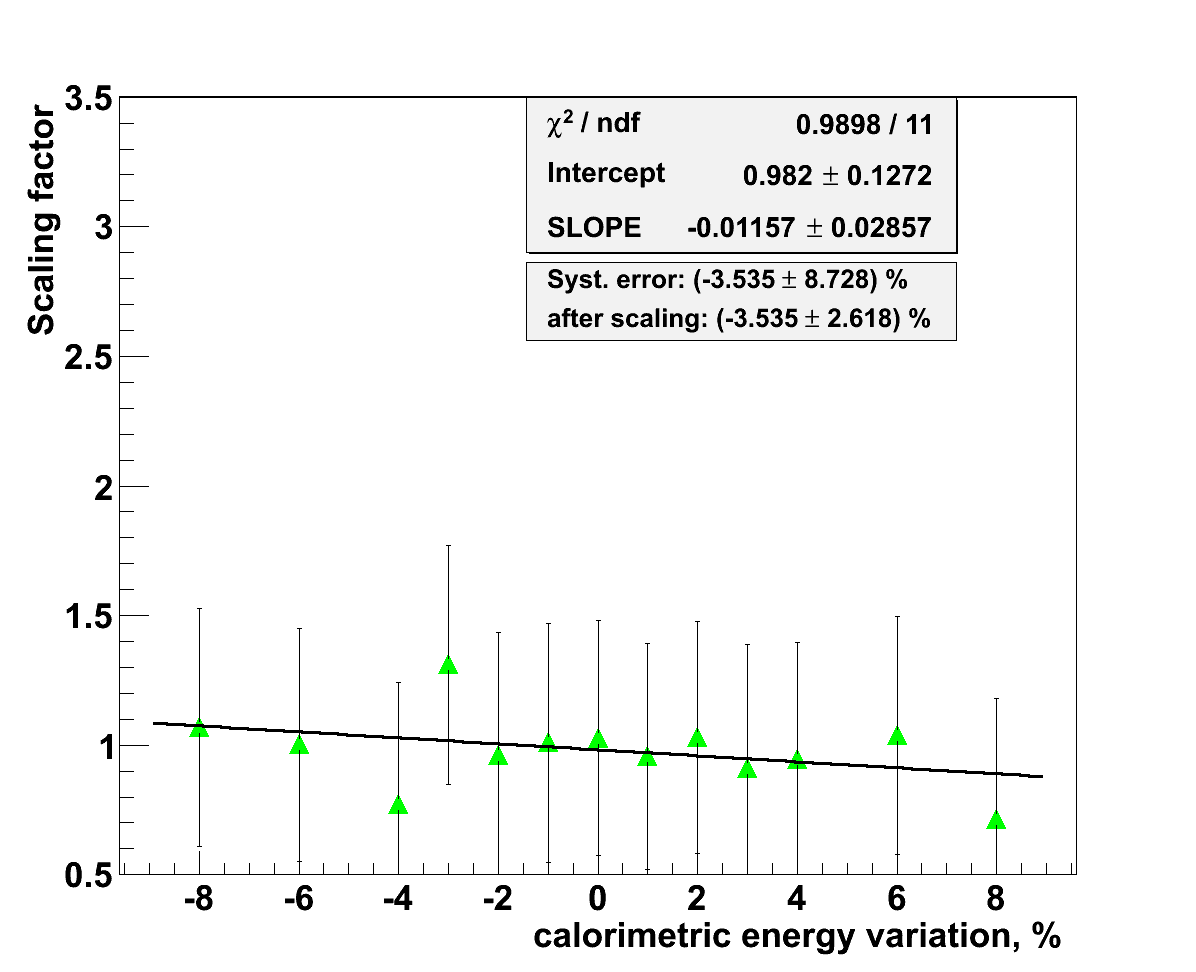 Scaling factor
3.5
3
2.5
2
1.5
1
0.5
χ² / ndf 0.9898 / 11
Intercept 0.982 ± 0.1272
SLOPE -0.01157 ± 0.02857
Syst. error: (-3.535 ± 8.728) %
after scaling: (-3.535 ± 2.618) %
-8 -6 -4 -2 0 2 4 6 8
calorimetric energy variation, %